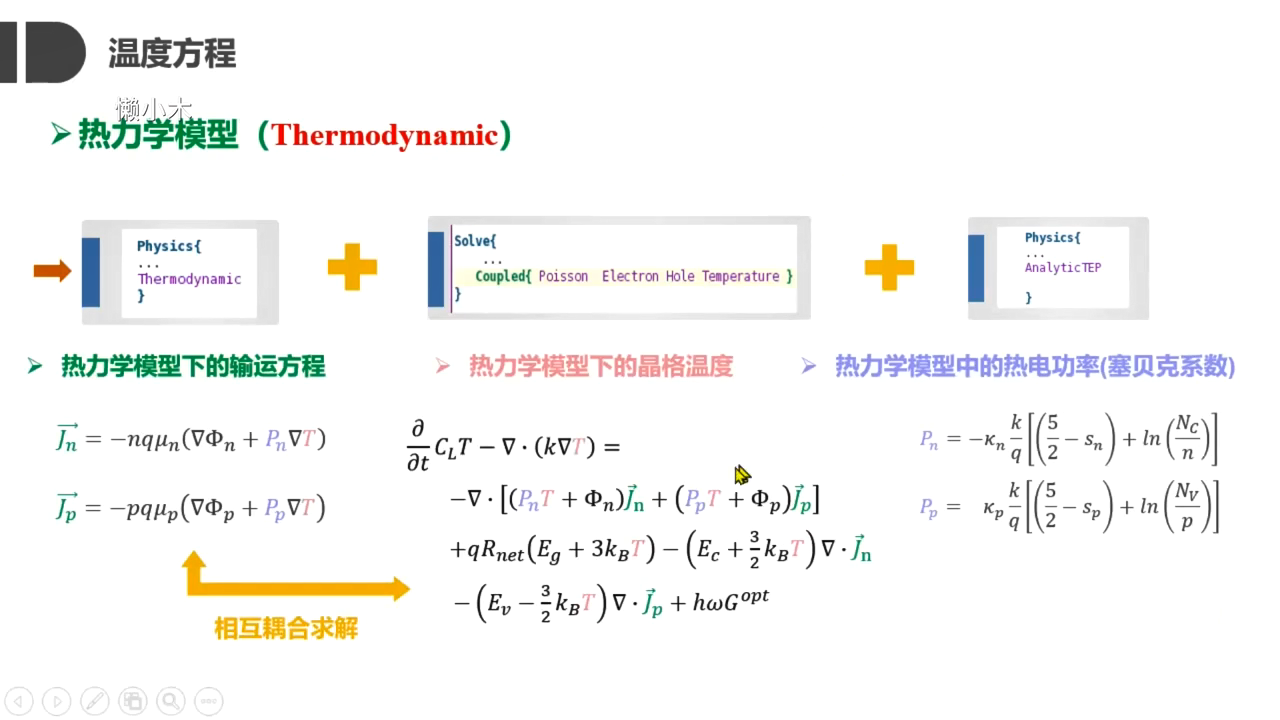 温度方程
懒小木
➢热力学模型(Thermodynamic)
Physics{
...
Thermodynamic
}
Solve{
...
Coupled{ Poisson Electron Hole Temperature }
}
Physics{
...
AnalyticTEP
}
➢ 热力学模型下的输运方程
➢ 热力学模型下的晶格温度
➢ 热力学模型中的热电功率(塞贝克系数)
$\vec{J_n} = -nq\mu_n(\nabla\Phi_n + P_n\nabla T)$
$\vec{J_p} = -pq\mu_p(\nabla\Phi_p + P_p\nabla T)$
相互耦合求解
$\frac{\partial}{\partial t}C_L T - \nabla\cdot(k\nabla T) =$
$-\nabla\cdot[(P_n T + \Phi_n)\vec{J}_n + (P_p T + \Phi_p)\vec{J}_p]$
$+qR_{net}(E_g + 3k_B T) - (E_c + \frac{3}{2}k_B T)\nabla\cdot\vec{J}_n$
$-(E_v - \frac{3}{2}k_B T)\nabla\cdot\vec{J}_p + \hbar\omega G^{opt}$
$P_n = -\kappa_n\frac{k}{q}\left[\left(\frac{5}{2} - s_n\right) + ln\left(\frac{N_C}{n}\right)\right]$
$P_p = \kappa_p\frac{k}{q}\left[\left(\frac{5}{2} - s_p\right) + ln\left(\frac{N_V}{p}\right)\right]$